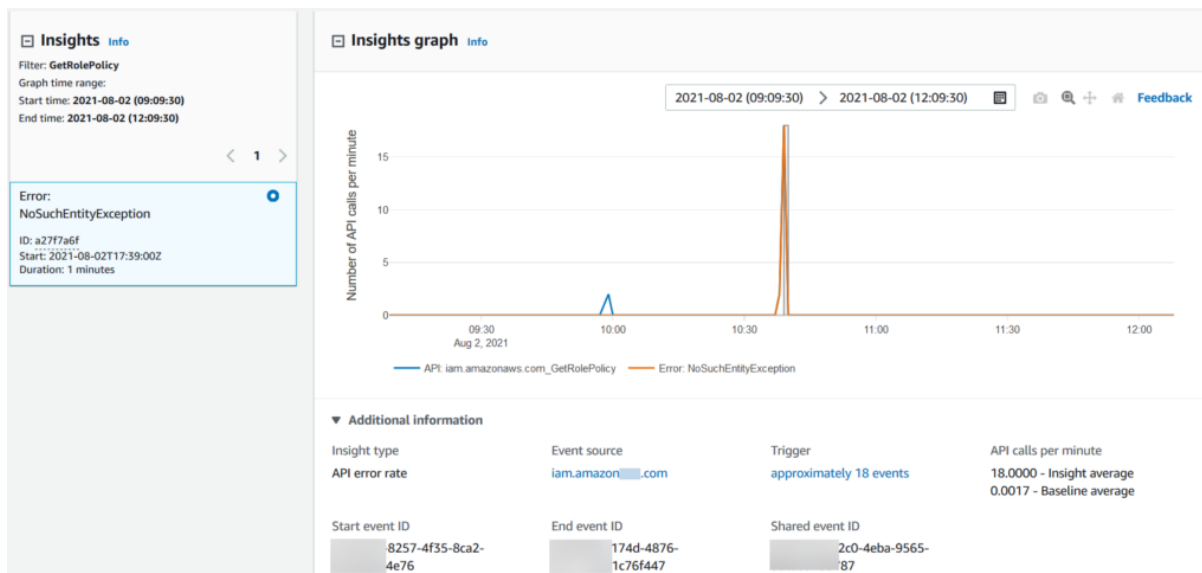 Insights Info
Filter: GetRolePolicy
Graph time range:
Start time: 2021-08-02 (09:09:30)
End time: 2021-08-02 (12:09:30)
1
Error:
NoSuchEntityException
ID: a27f7a6f
Start: 2021-08-02T17:39:00Z
Duration: 1 minutes
Insights graph Info
2021-08-02 (09:09:30) > 2021-08-02 (12:09:30) Feedback
Number of API calls per minute
15
10
5
0
09:30 10:00 10:30 11:00 11:30 12:00
Aug 2, 2021
API: iam.amazonaws.com_GetRolePolicy Error: NoSuchEntityException
Additional information
Insight type Event source Trigger API calls per minute
API error rate iam.amazon .com approximately 18 events 18.0000 - Insight average
0.0017 - Baseline average
Start event ID End event ID Shared event ID
-8257-4f35-8ca2- 174d-4876- 2c0-4eba-9565-
4e76 1c76f447 87